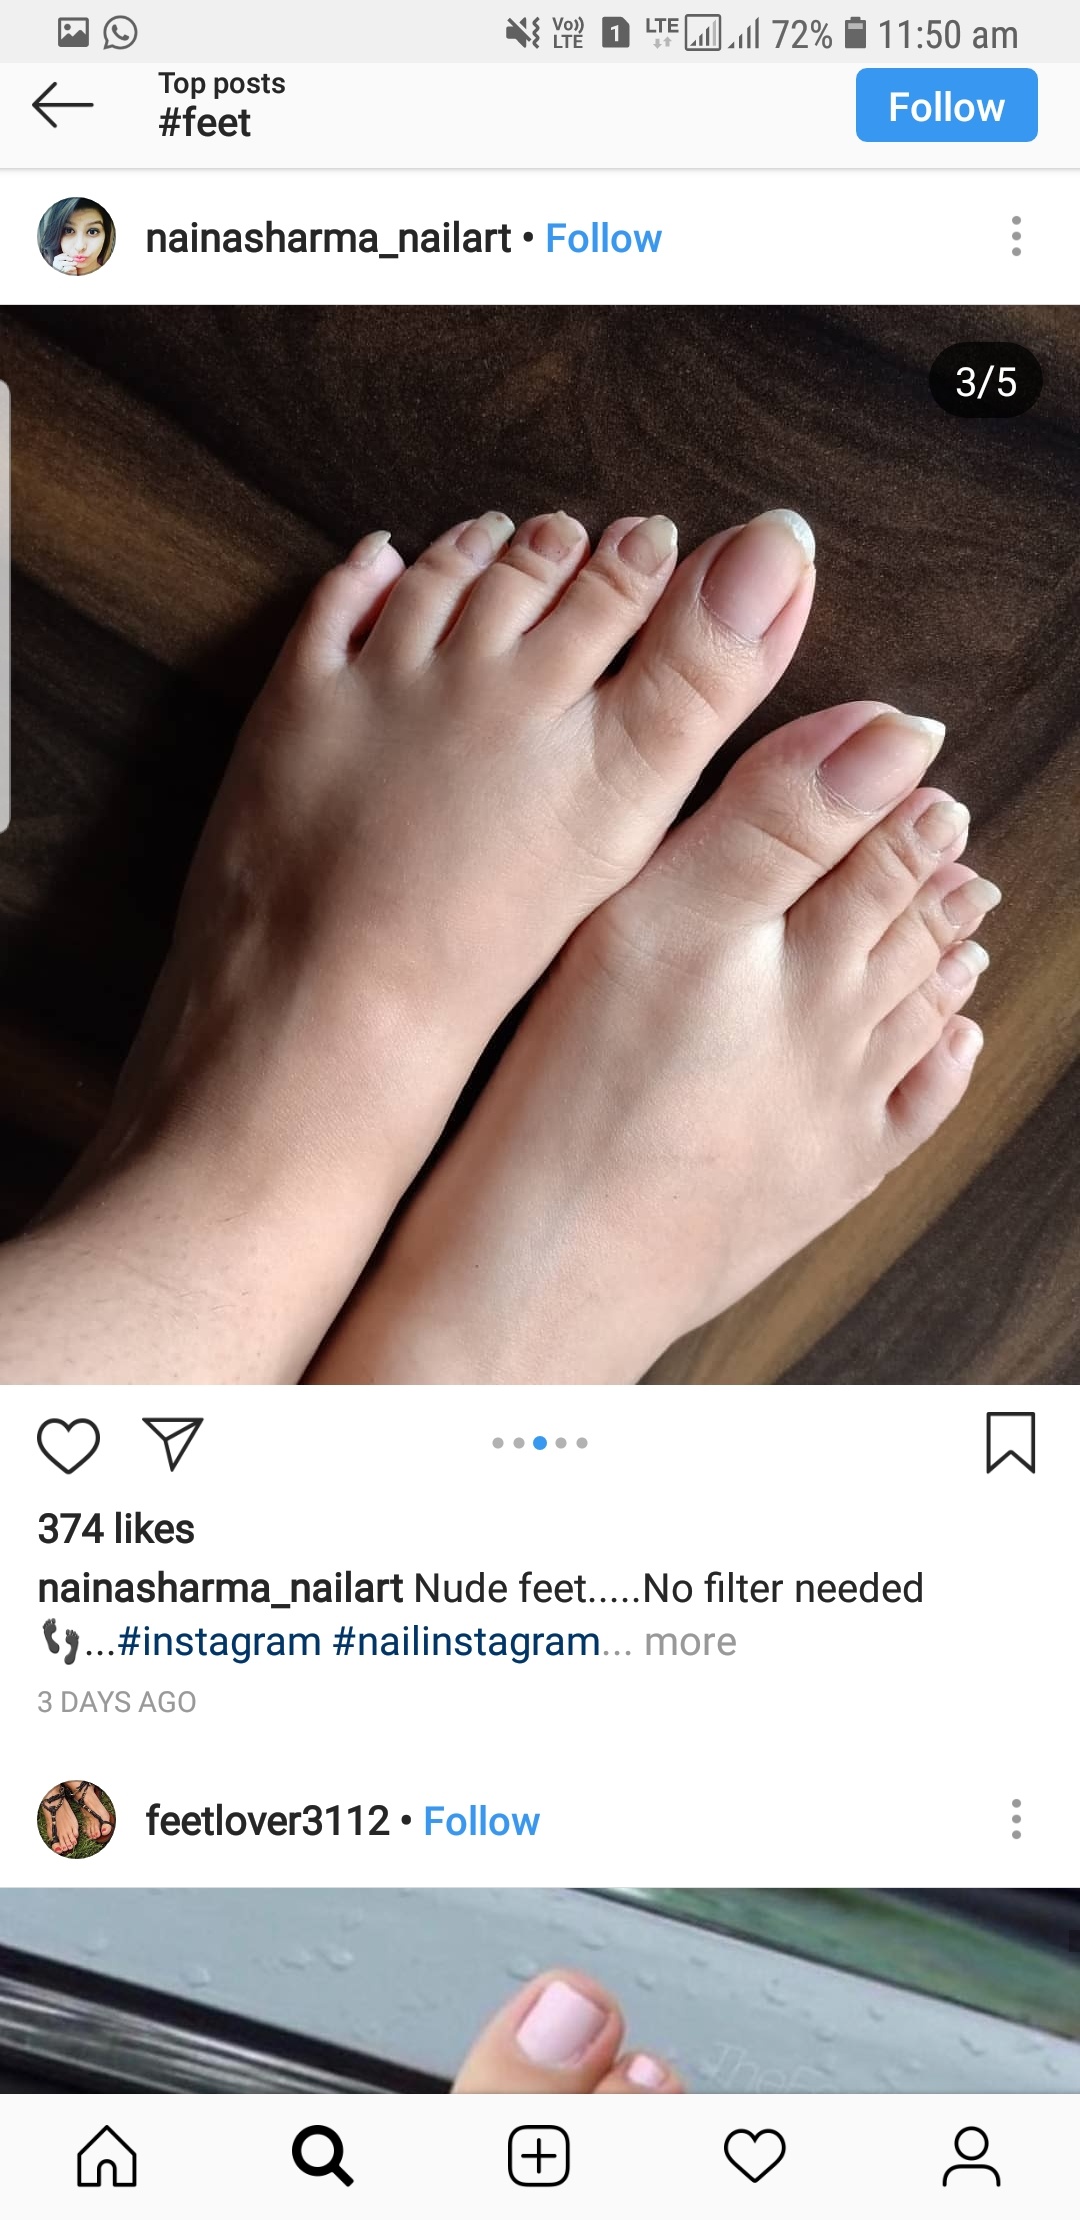 Vo))
LTE
1
LTE
72%
11:50 am
Top posts
#feet
Follow
nainasharma_nailart • Follow
3/5
374 likes
nainasharma_nailart Nude feet.....No filter needed
👣...#instagram #nailinstagram... more
3 DAYS AGO
feetlover3112 • Follow